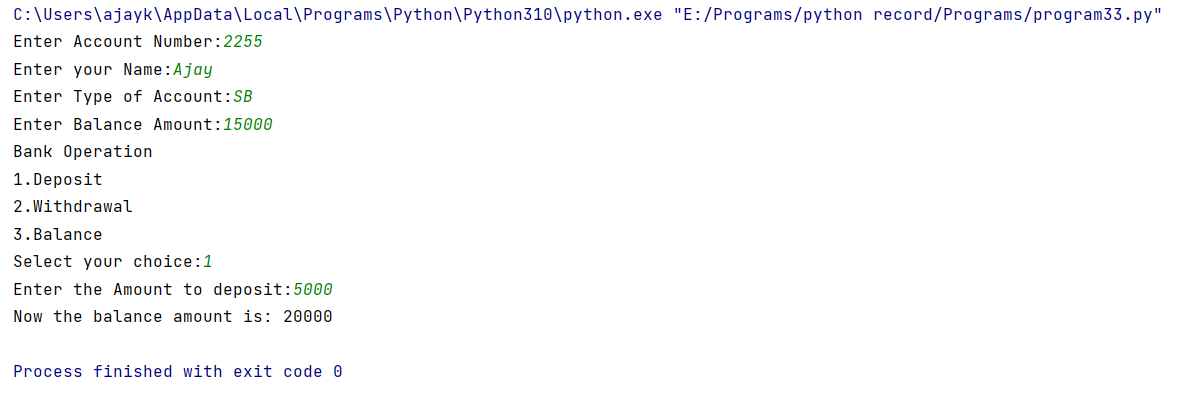 C:\Users\ajayk\AppData\Local\Programs\Python\Python310\python.exe "E:/Programs/python record/Programs/program33.py"
Enter Account Number:2255
Enter your Name:Ajay
Enter Type of Account:SB
Enter Balance Amount:15000
Bank Operation
1.Deposit
2.Withdrawal
3.Balance
Select your choice:1
Enter the Amount to deposit:5000
Now the balance amount is: 20000
Process finished with exit code 0